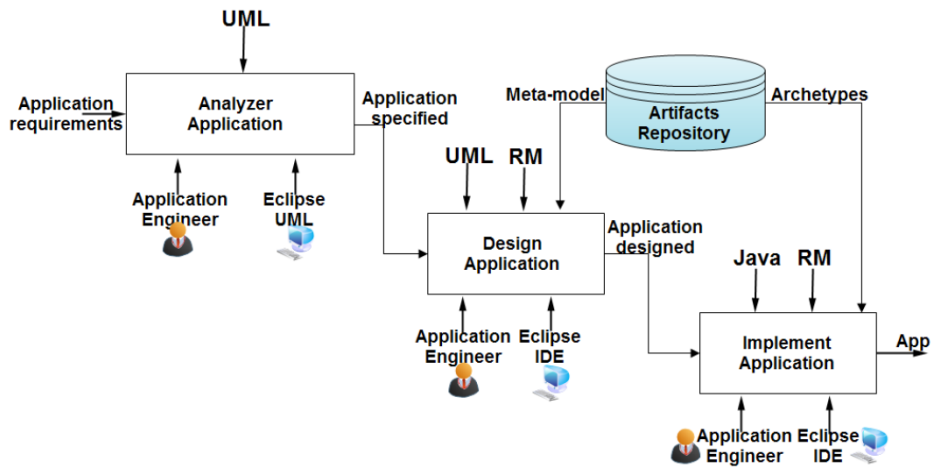 UML
Application
requirements
Analyzer
Application
Application
specified
Application
Engineer
Eclipse
UML
Meta-model
Artifacts
Repository
Archetypes
UML
RM
Design
Application
Application
designed
Application
Engineer
Eclipse
IDE
Java
RM
Implement
Application
App
Application
Engineer
Eclipse
IDE